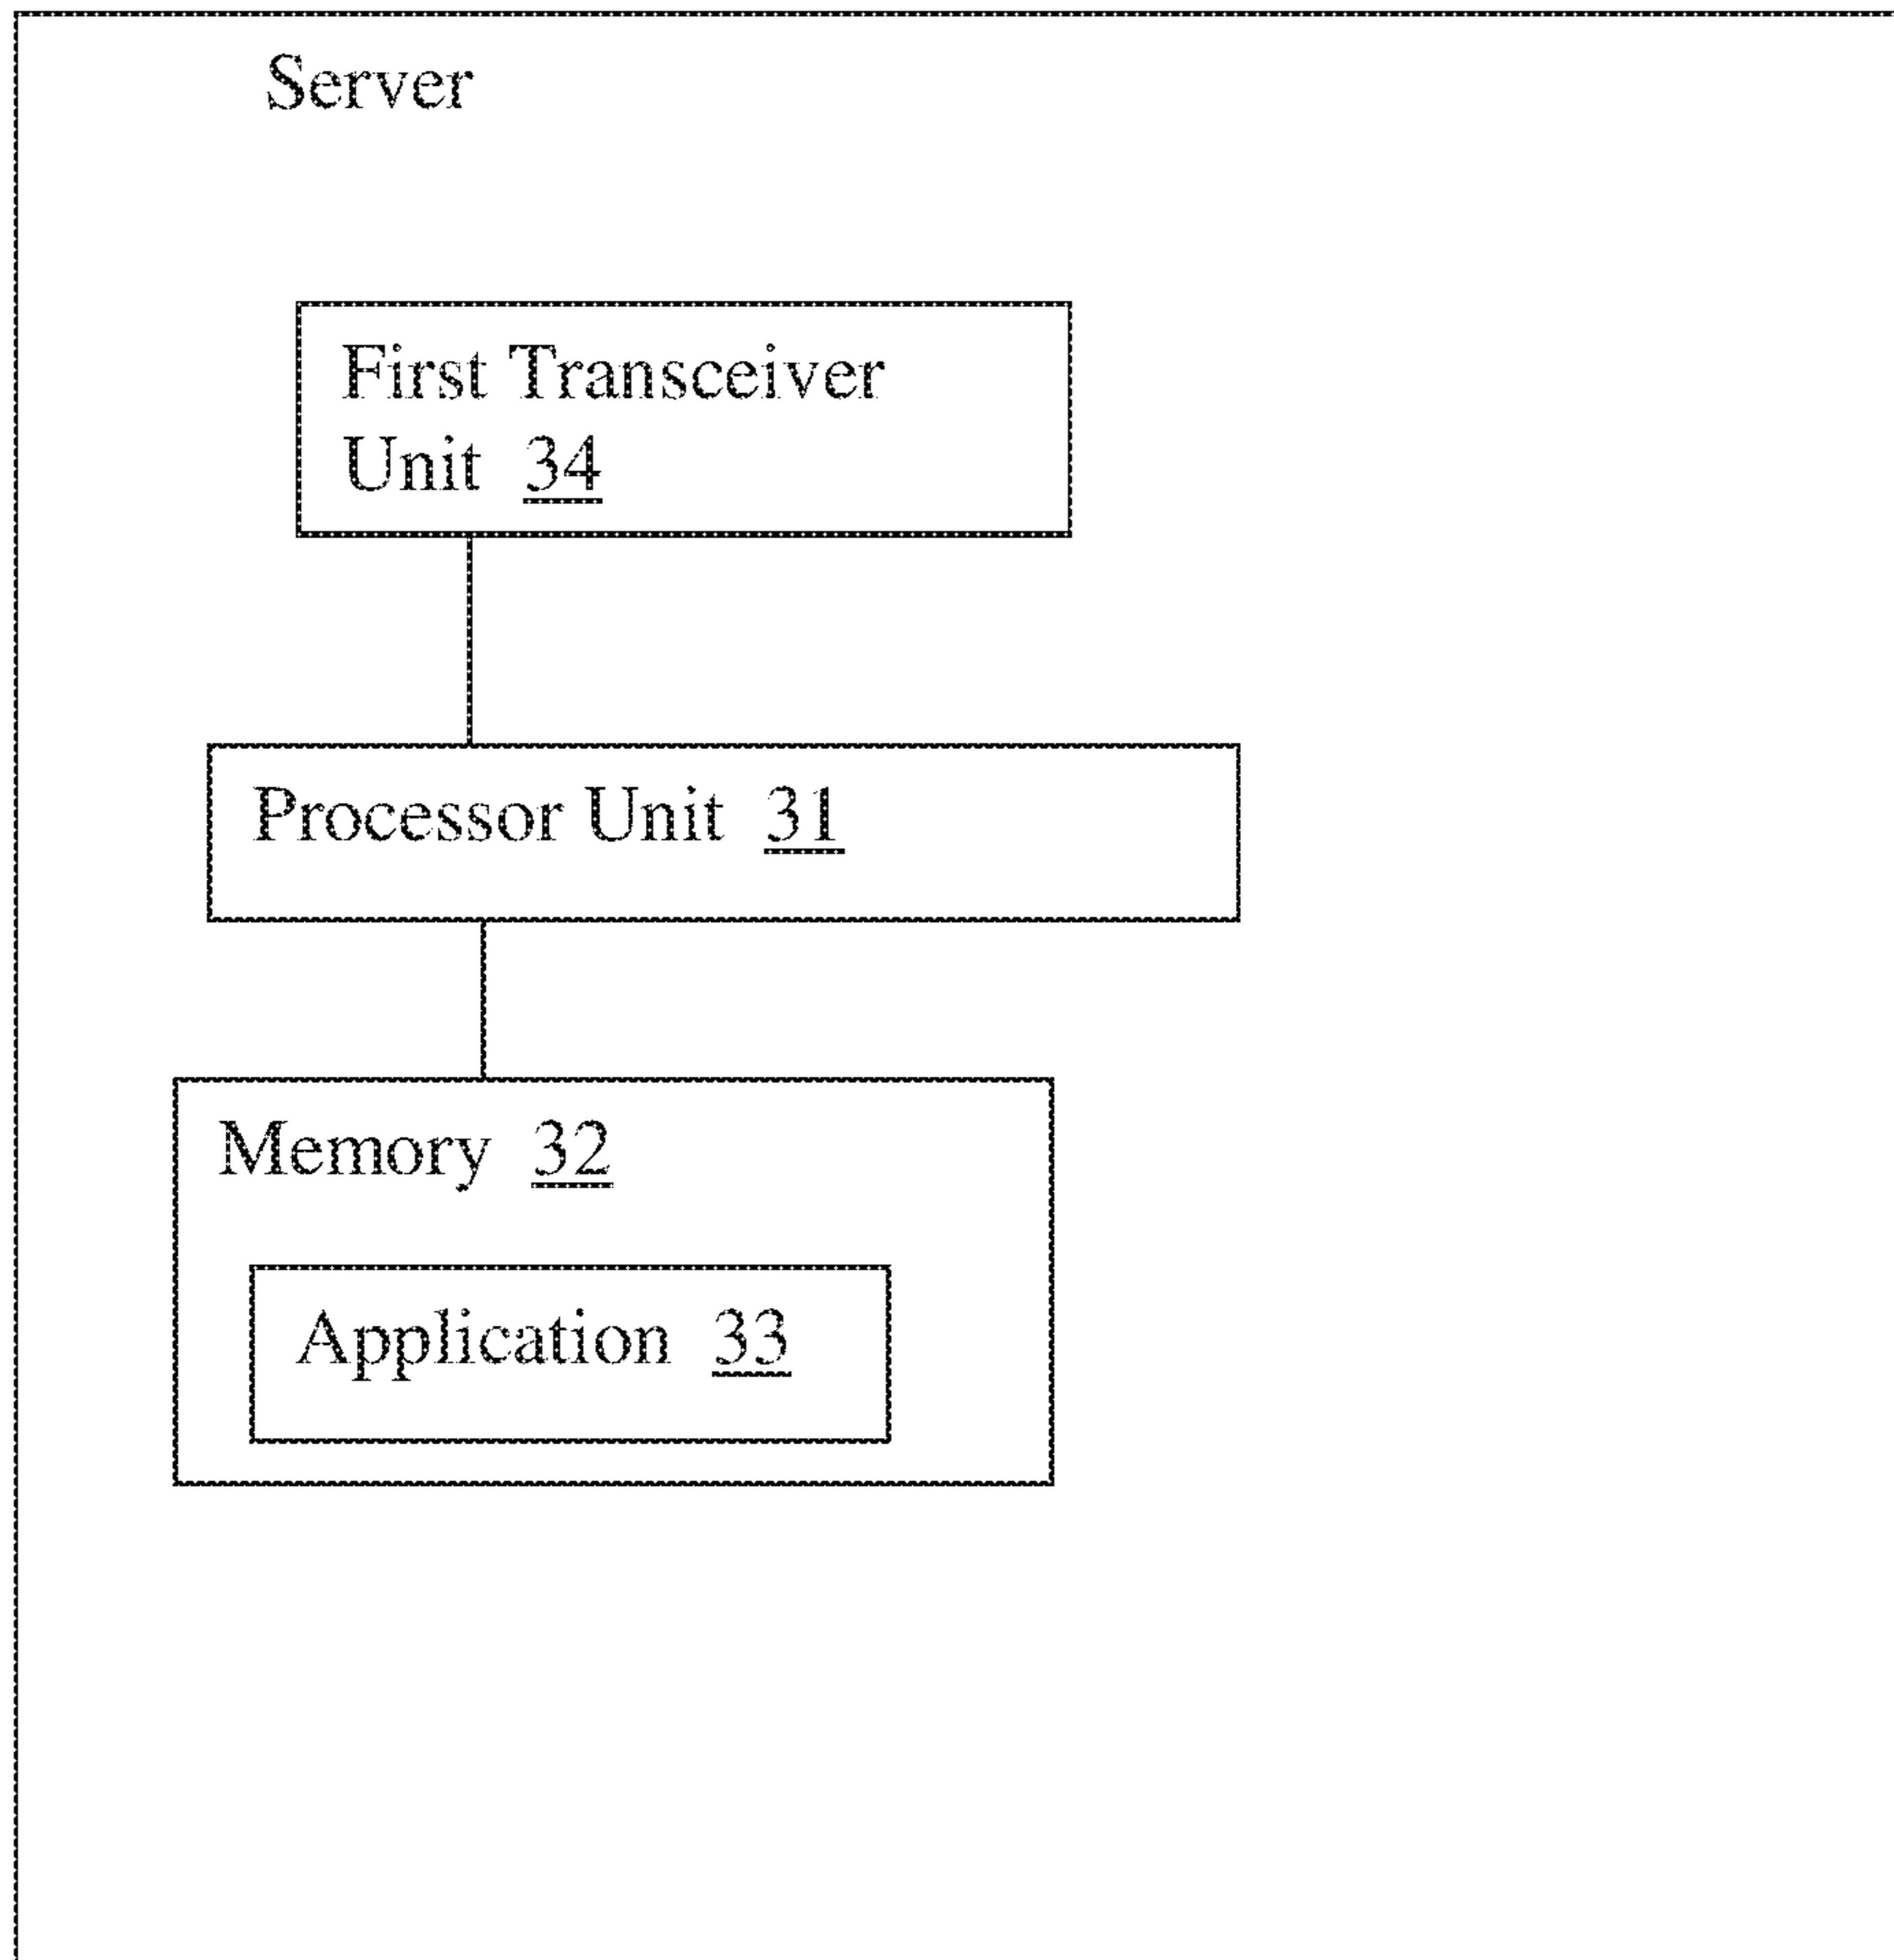 Server
First Transceiver
Unit 34
Processor Unit 31
Memory 32
Application 33